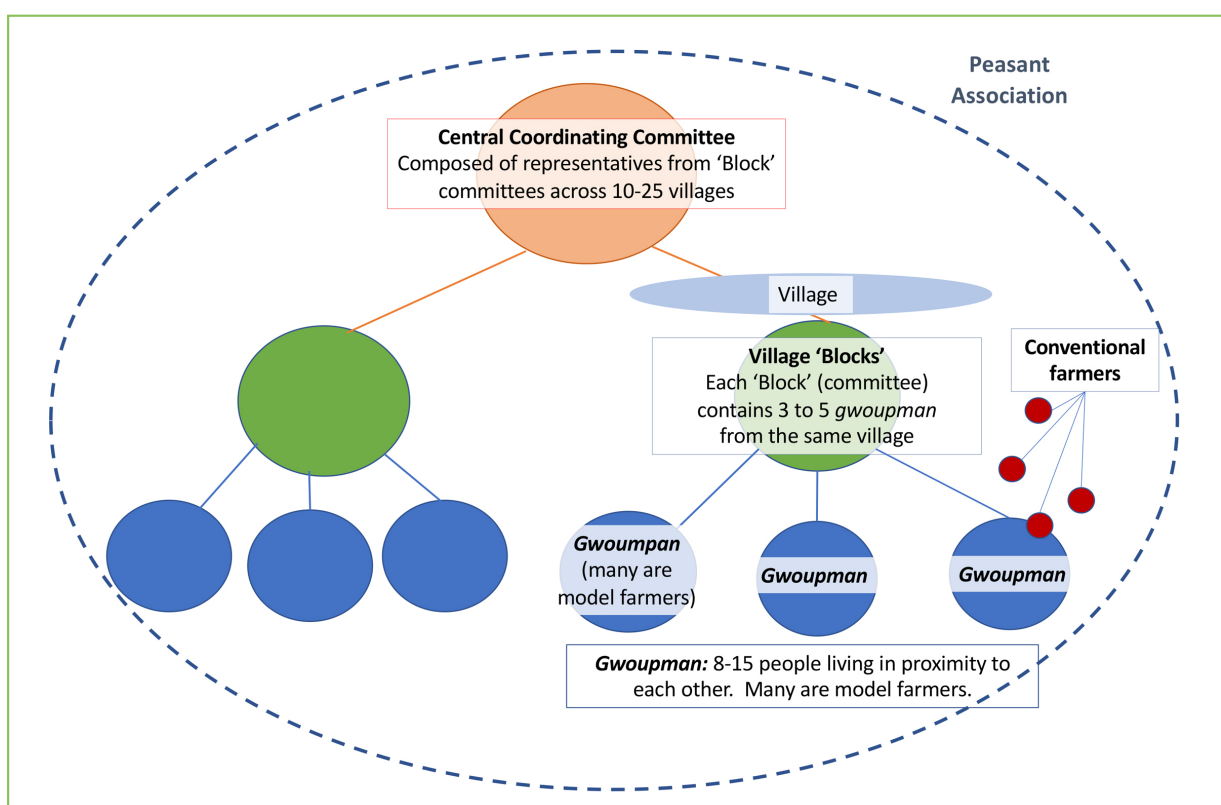 Peasant
Association
Central Coordinating Committee
Composed of representatives from ‘Block’
committees across 10-25 villages
Village
Village ‘Blocks’
Each ‘Block’ (committee)
contains 3 to 5 gwoupman
from the same village
Conventional
farmers
Gwoumpan
(many are
model farmers)
Gwoupman
Gwoupman
Gwoupman: 8-15 people living in proximity to
each other.  Many are model farmers.